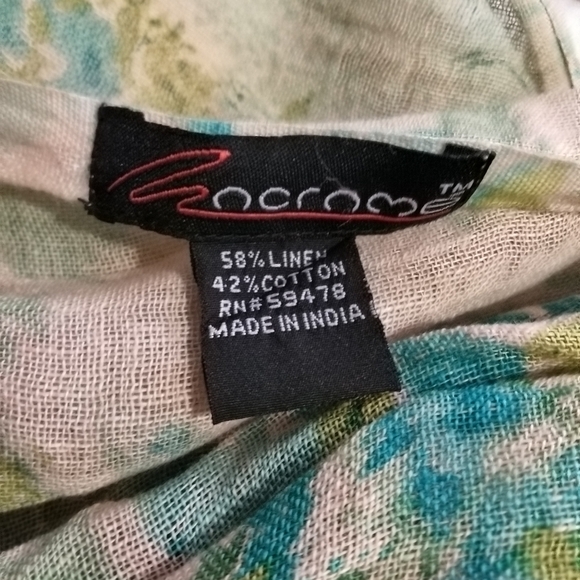 Macrame™
58% LINEN
42% COTTON
RN# 59478
MADE IN INDIA